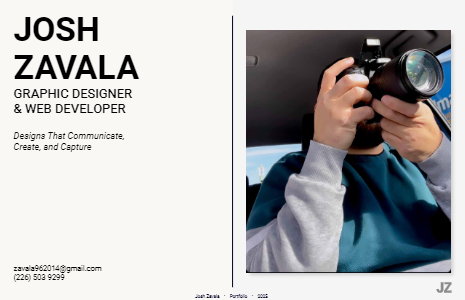 JOSH
ZAVALA
GRAPHIC DESIGNER
& WEB DEVELOPER
Designs That Communicate,
Create, and Capture
zavala962014@gmail.com
(226) 503 9299
Josh Zavala • Portfolio • 2025
JZ